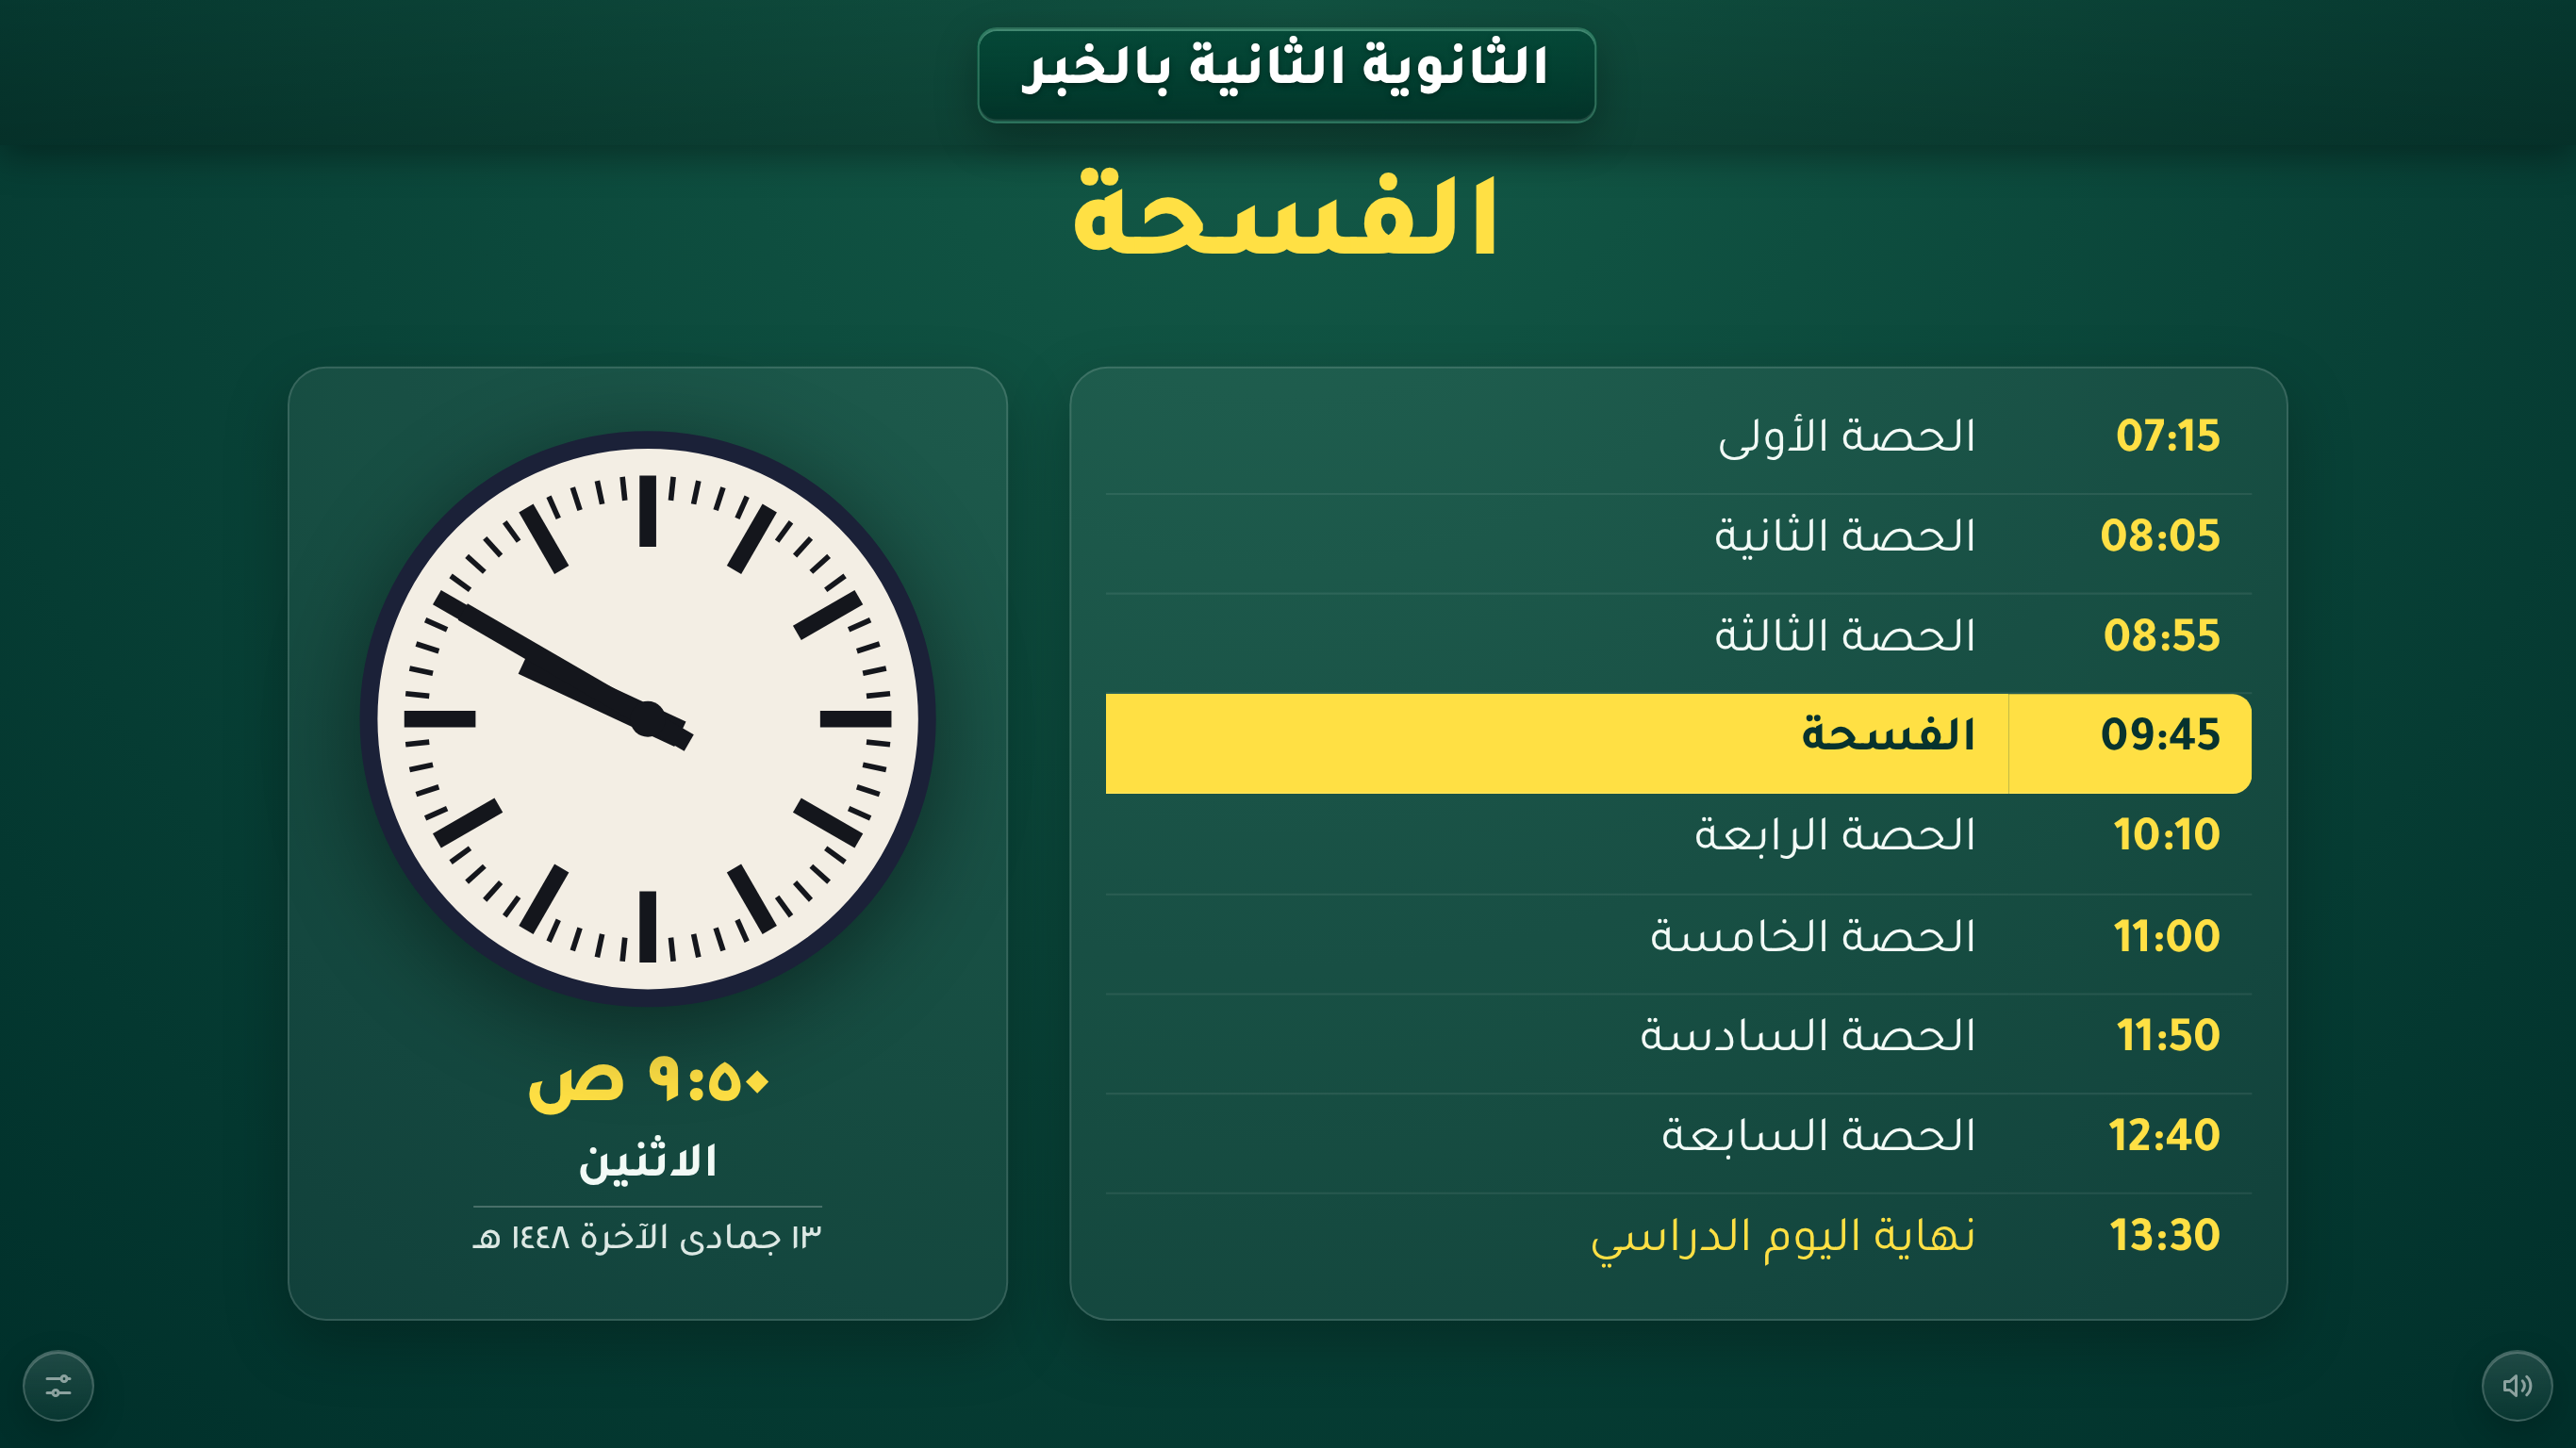 الثانوية الثانية بالخبر
الفسحة
07:15 الحصة الأولى
08:05 الحصة الثانية
08:55 الحصة الثالثة
09:45 الفسحة
10:10 الحصة الرابعة
11:00 الحصة الخامسة
11:50 الحصة السادسة
12:40 الحصة السابعة
13:30 نهاية اليوم الدراسي
٩:٥٠ ص
الاثنين
١٣ جمادى الآخرة ١٤٤٨ هـ